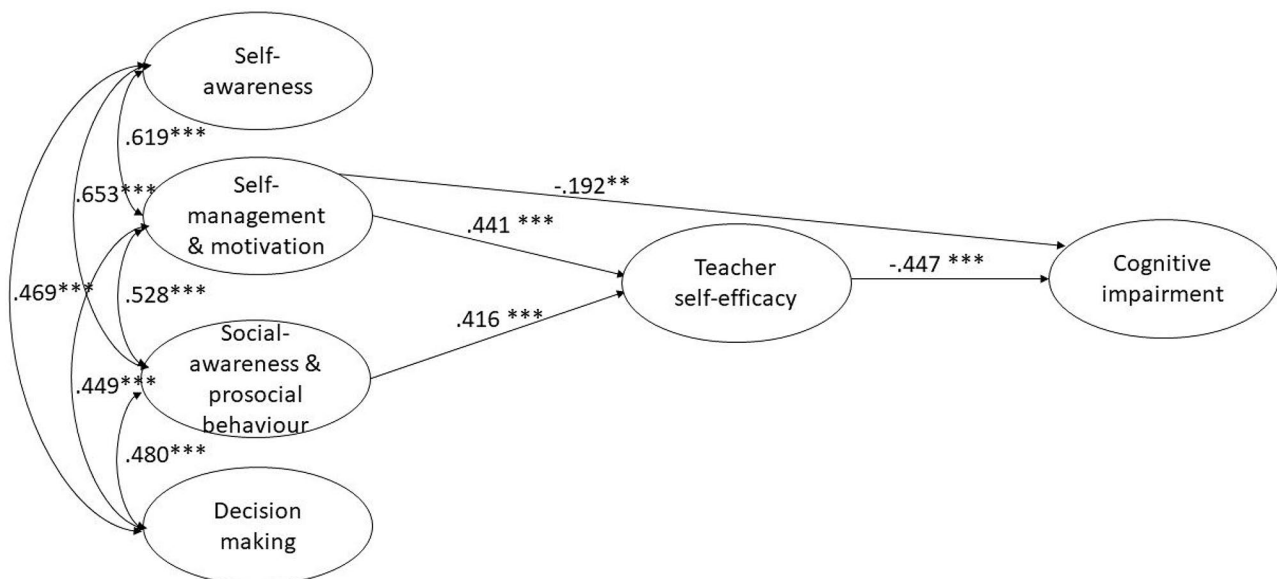 Self-
awareness
.619***
-.192**
.653***
Self-
management
& motivation
.441 ***
Teacher
self-efficacy
-.447 ***
Cognitive
impairment
.469***
.528***
.416 ***
Social-
awareness &
prosocial
behaviour
.449***
.480***
Decision
making